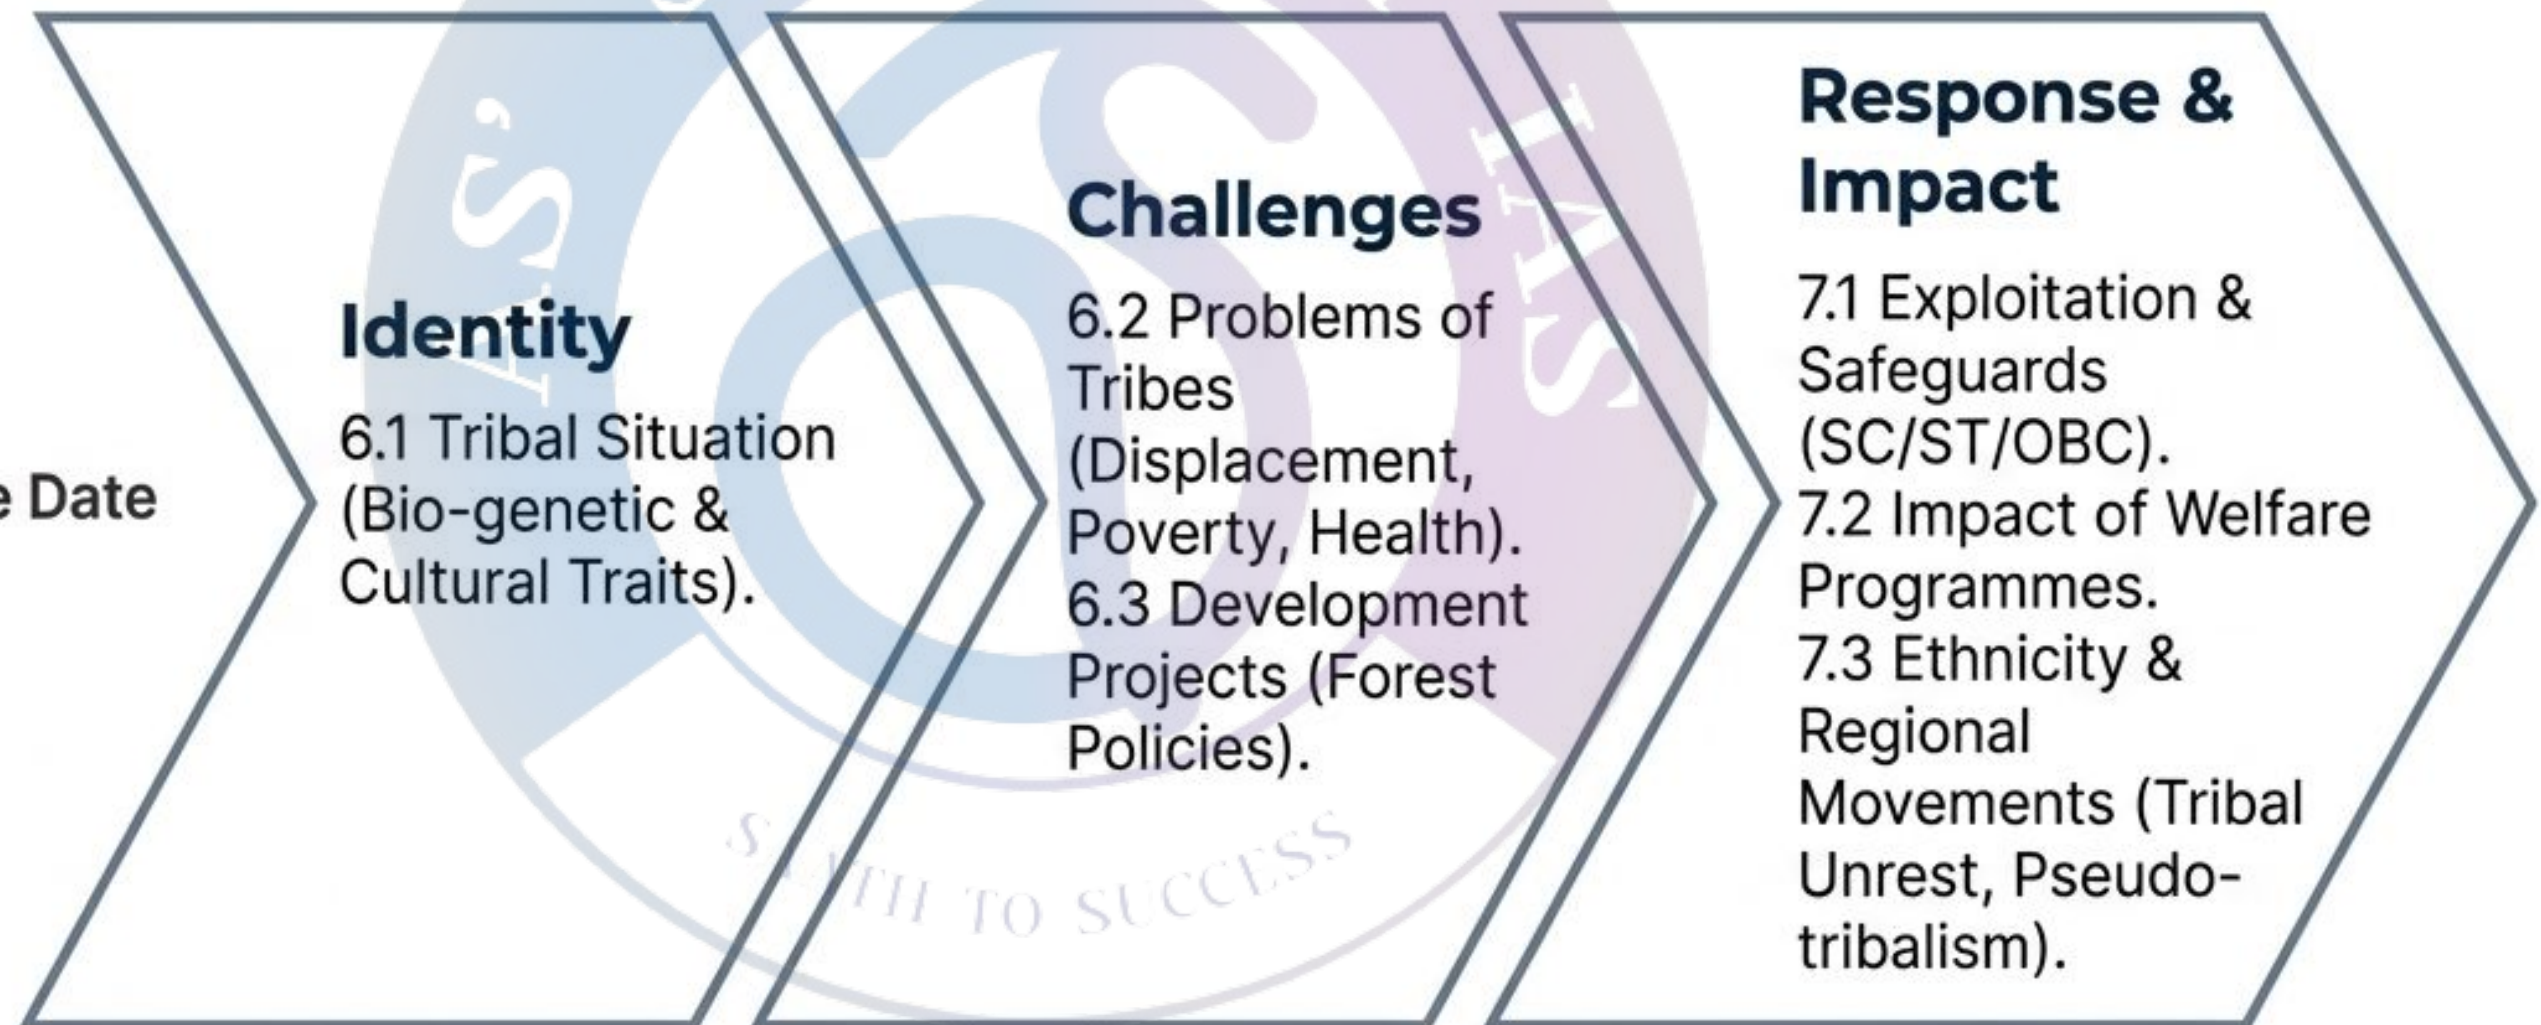 Date
Identity
6.1 Tribal Situation
(Bio-genetic &
Cultural Traits).
Challenges
6.2 Problems of
Tribes
(Displacement,
Poverty, Health).
6.3 Development
Projects (Forest
Policies).
Response &
Impact
7.1 Exploitation &
Safeguards
(SC/ST/OBC).
7.2 Impact of Welfare
Programmes.
7.3 Ethnicity &
Regional
Movements (Tribal
Unrest, Pseudo-
tribalism).
IAS
TO SUCCESS